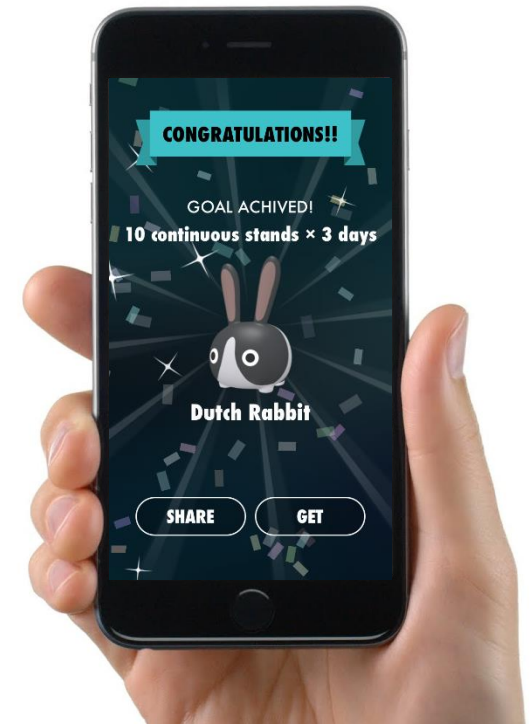 CONGRATULATIONS!!
GOAL ACHIVED!
10 continuous stands × 3 days
Dutch Rabbit
SHARE
GET